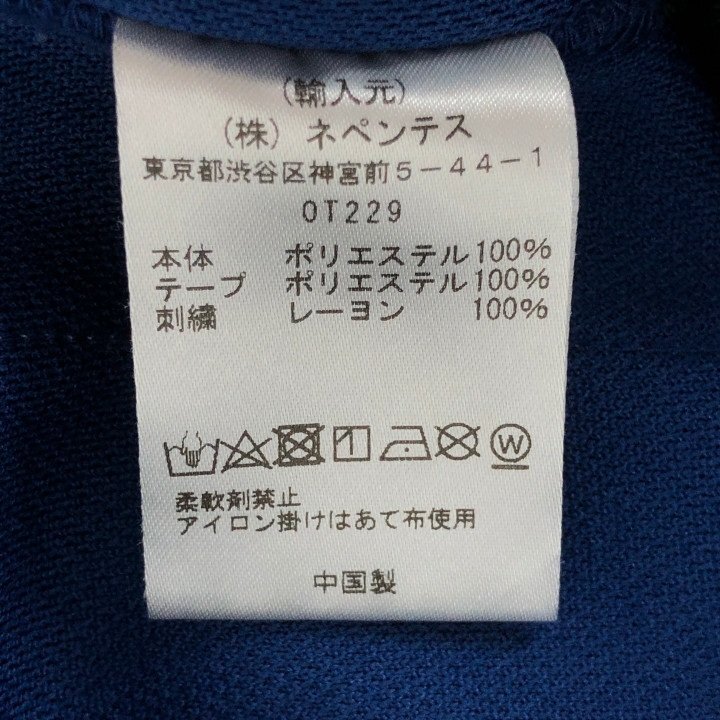 (輸入元)
(株) ネペンテス
東京都渋谷区神宮前5-44-1
OT229
本体 ポリエステル100%
テープ ポリエステル100%
刺繍 レーヨン 100%
W
柔軟剤禁止
アイロン掛けはあて布使用
中国製